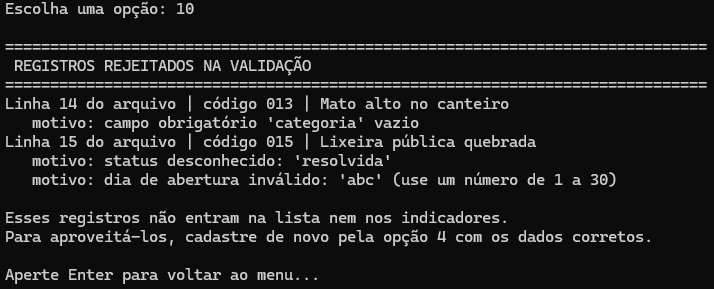 Escolha uma opção: 10
==============================================================================
REGISTROS REJEITADOS NA VALIDAÇÃO
==============================================================================
Linha 14 do arquivo | código 013 | Mato alto no canteiro
motivo: campo obrigatório 'categoria' vazio
Linha 15 do arquivo | código 015 | Lixeira pública quebrada
motivo: status desconhecido: 'resolvida'
motivo: dia de abertura inválido: 'abc' (use um número de 1 a 30)
Esses registros não entram na lista nem nos indicadores.
Para aproveitá-los, cadastre de novo pela opção 4 com os dados corretos.
Aperte Enter para voltar ao menu...